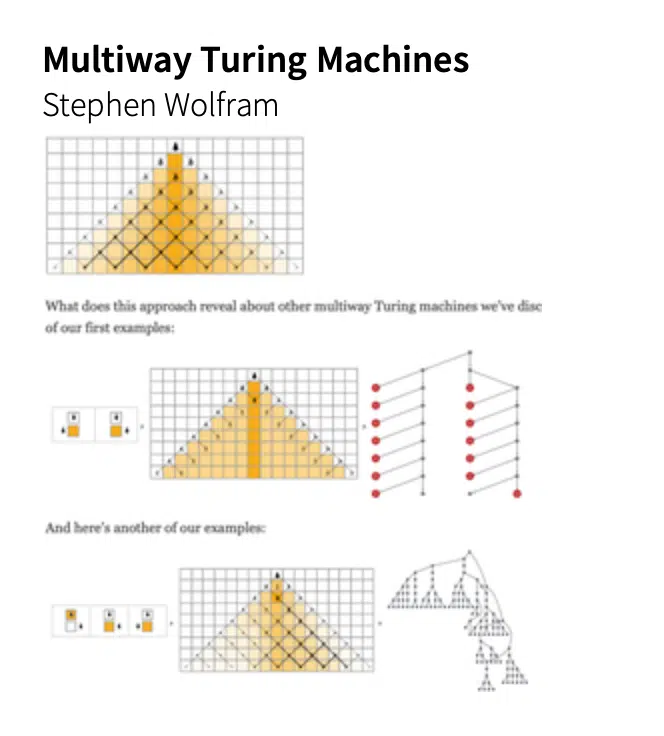 Multiway Turing Machines
Stephen Wolfram
What does this approach reveal about other multiway Turing machines we've disc
of our first examples:
And here's another of our examples: